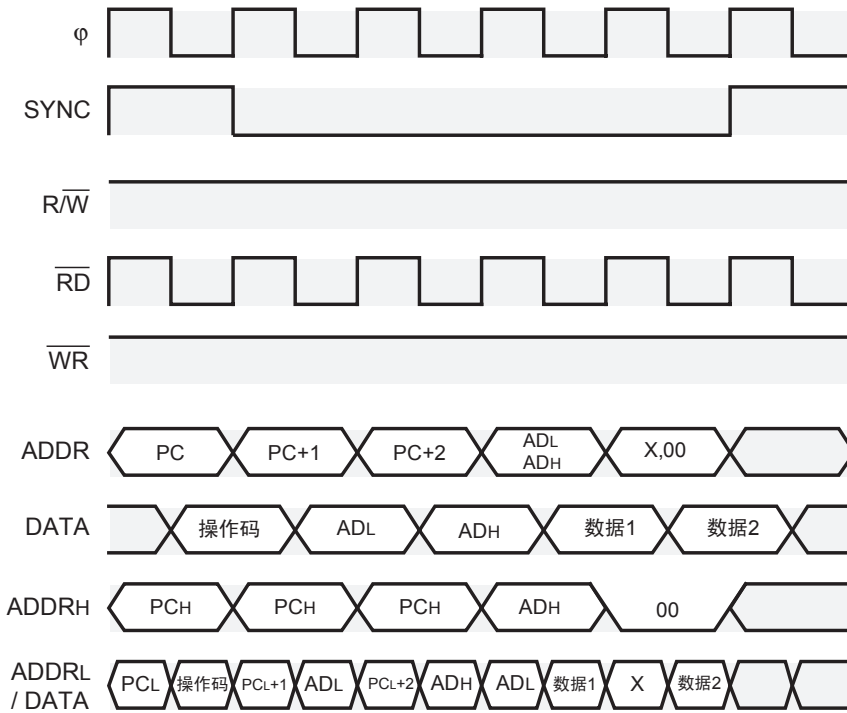 φ
SYNC
R/W̅
R̅D̅
W̅R̅
ADDR PC PC+1 PC+2 ADL ADH X,00
DATA 操作码 ADL ADH 数据1 数据2
ADDRH PCH PCH PCH ADH 00
ADDRL / DATA PCL 操作码 PCL+1 ADL PCL+2 ADH ADL 数据1 X 数据2